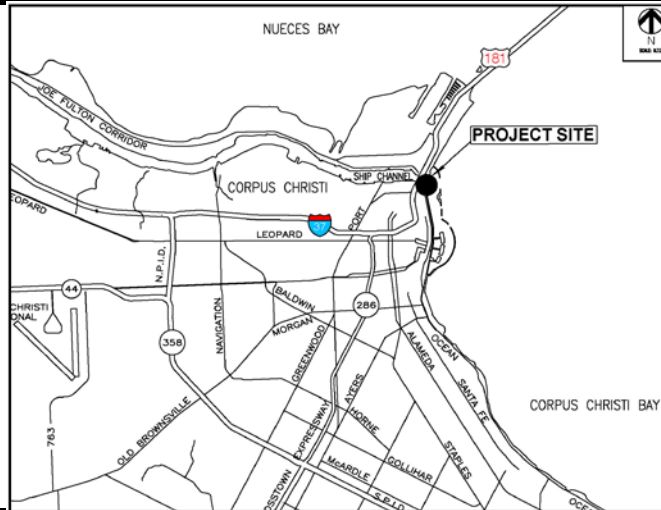 NUECES BAY
N
181
JOE FULTON CORRIDOR
PROJECT SITE
SHIP CHANNEL
CORPUS CHRISTI
LEOPARD
37
LEOPARD
PORT
N.P.I.D.
44
CHRISTI
ONAL
BALDWIN
286
MORGAN
NAVIGATION
358
GREENWOOD
ALAMEDA
OCEAN
SANTA FE
AYERS
CORPUS CHRISTI BAY
763
OLD BROWNSVILLE
EXPRESSWAY
HORNE
GOLLIHAR
STAPLES
McARDLE
OSSTOWN
S.P.I.D.
OCE